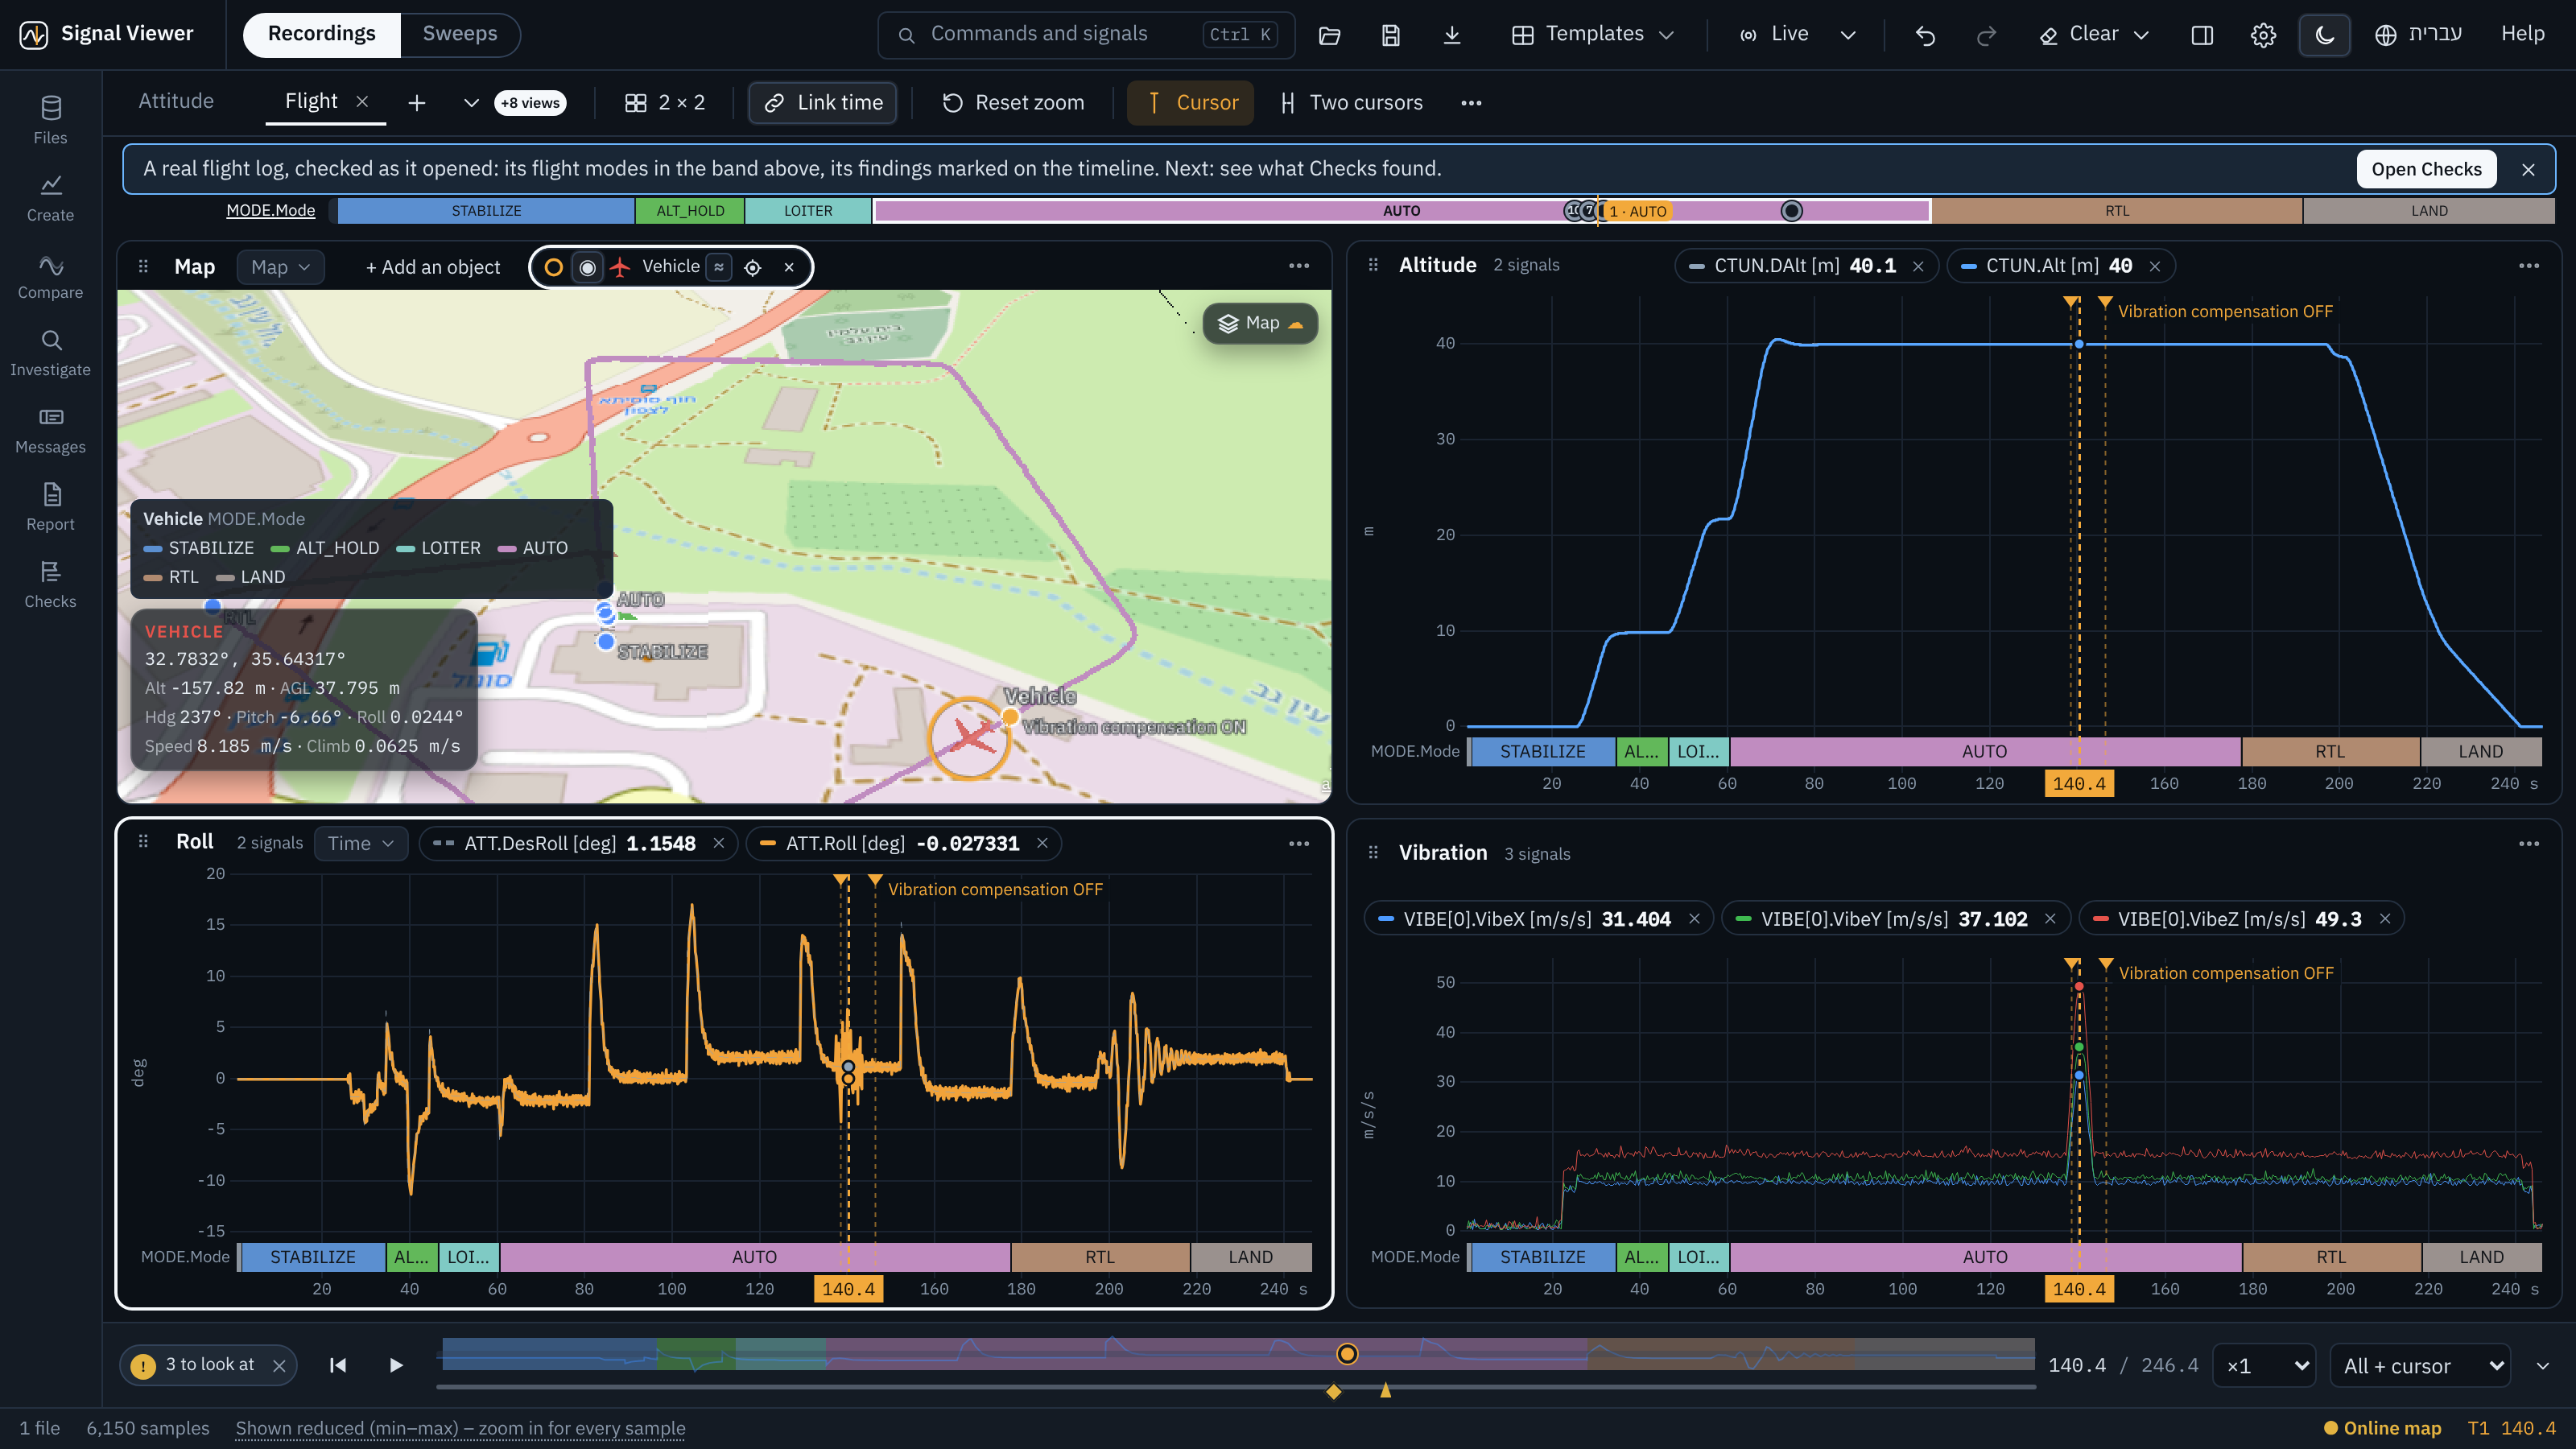 Signal Viewer
Recordings
Sweeps
Commands and signals
Ctrl K
Templates
Live
Clear
עברית
Help
Files
Create
Compare
Investigate
Messages
Report
Checks
Attitude
Flight
+8 views
2 × 2
Link time
Reset zoom
Cursor
Two cursors
A real flight log, checked as it opened: its flight modes in the band above, its findings marked on the timeline. Next: see what Checks found.
Open Checks
MODE.Mode
STABILIZE
ALT_HOLD
LOITER
AUTO
1 · AUTO
RTL
LAND
Map
Map
+ Add an object
Vehicle
Map
חוף סוסיתא
לצפון
Vehicle MODE.Mode
STABILIZE ALT_HOLD LOITER AUTO
RTL LAND
AUTO
RTL
STABILIZE
סונול
VEHICLE
32.7832°, 35.64317°
Alt -157.82 m · AGL 37.795 m
Hdg 237° · Pitch -6.66° · Roll 0.0244°
Speed 8.185 m/s · Climb 0.0625 m/s
Vehicle
Vibration compensation ON
עין גב
Altitude
2 signals
CTUN.DAlt [m] 40.1
CTUN.Alt [m] 40
Vibration compensation OFF
40
30
20
10
0
m
MODE.Mode
STABILIZE
AL...
LOI...
AUTO
RTL
LAND
20 40 60 80 100 120 140.4 160 180 200 220 240 s
Roll
2 signals
Time
ATT.DesRoll [deg] 1.1548
ATT.Roll [deg] -0.027331
Vibration compensation OFF
20
15
10
5
0
-5
-10
-15
deg
MODE.Mode
STABILIZE
AL...
LOI...
AUTO
RTL
LAND
20 40 60 80 100 120 140.4 160 180 200 220 240 s
Vibration
3 signals
VIBE[0].VibeX [m/s/s] 31.404
VIBE[0].VibeY [m/s/s] 37.102
VIBE[0].VibeZ [m/s/s] 49.3
Vibration compensation OFF
50
40
30
20
10
0
m/s/s
MODE.Mode
STABILIZE
AL...
LOI...
AUTO
RTL
LAND
20 40 60 80 100 120 140.4 160 180 200 220 240 s
3 to look at
140.4 / 246.4
×1
All + cursor
1 file
6,150 samples
Shown reduced (min–max) – zoom in for every sample
Online map
T1 140.4